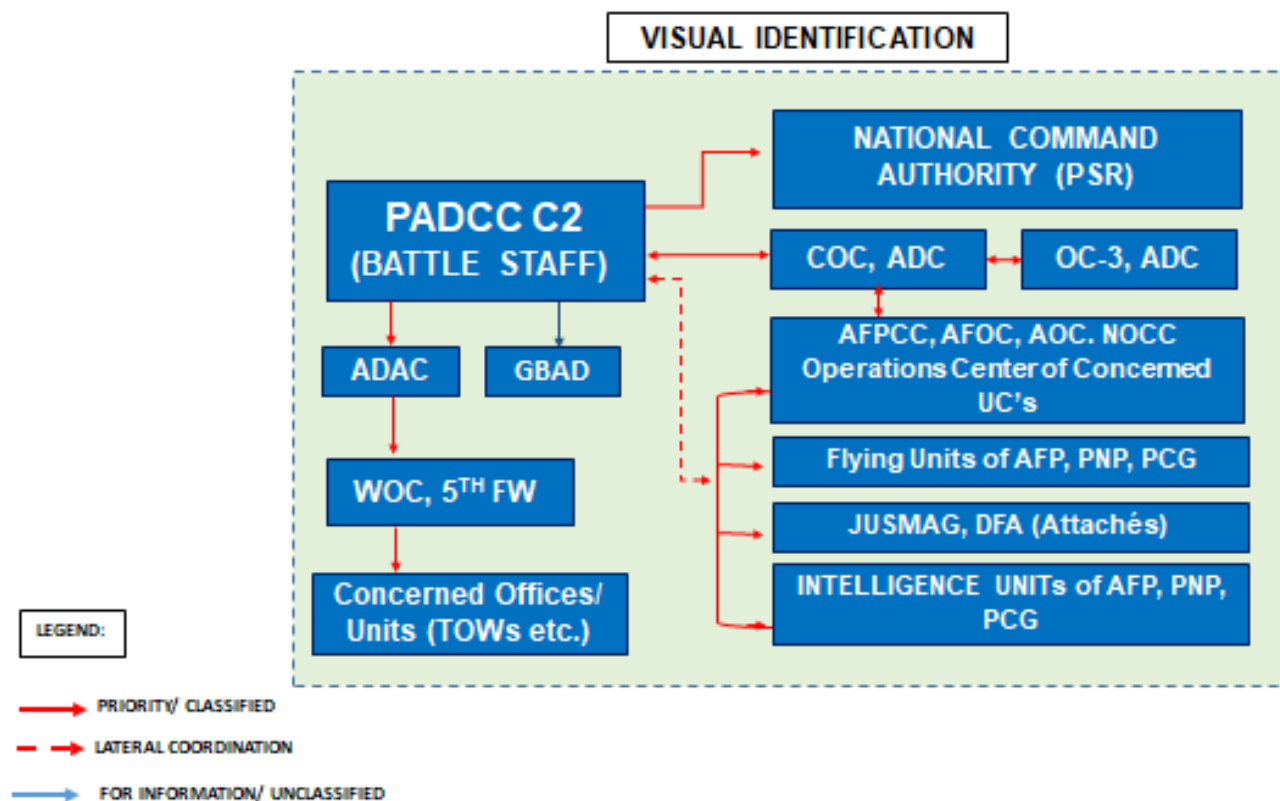 VISUAL IDENTIFICATION
NATIONAL COMMAND
AUTHORITY (PSR)
PADCC C2
(BATTLE STAFF)
COC, ADC
OC-3, ADC
AFPCC, AFOC, AOC. NOCC
Operations Center of Concerned
UC's
ADAC
GBAD
Flying Units of AFP, PNP, PCG
WOC, 5TH FW
JUSMAG, DFA (Attachés)
INTELLIGENCE UNITs of AFP, PNP,
PCG
Concerned Offices/
Units (TOWs etc.)
LEGEND:
PRIORITY/ CLASSIFIED
LATERAL COORDINATION
FOR INFORMATION/ UNCLASSIFIED